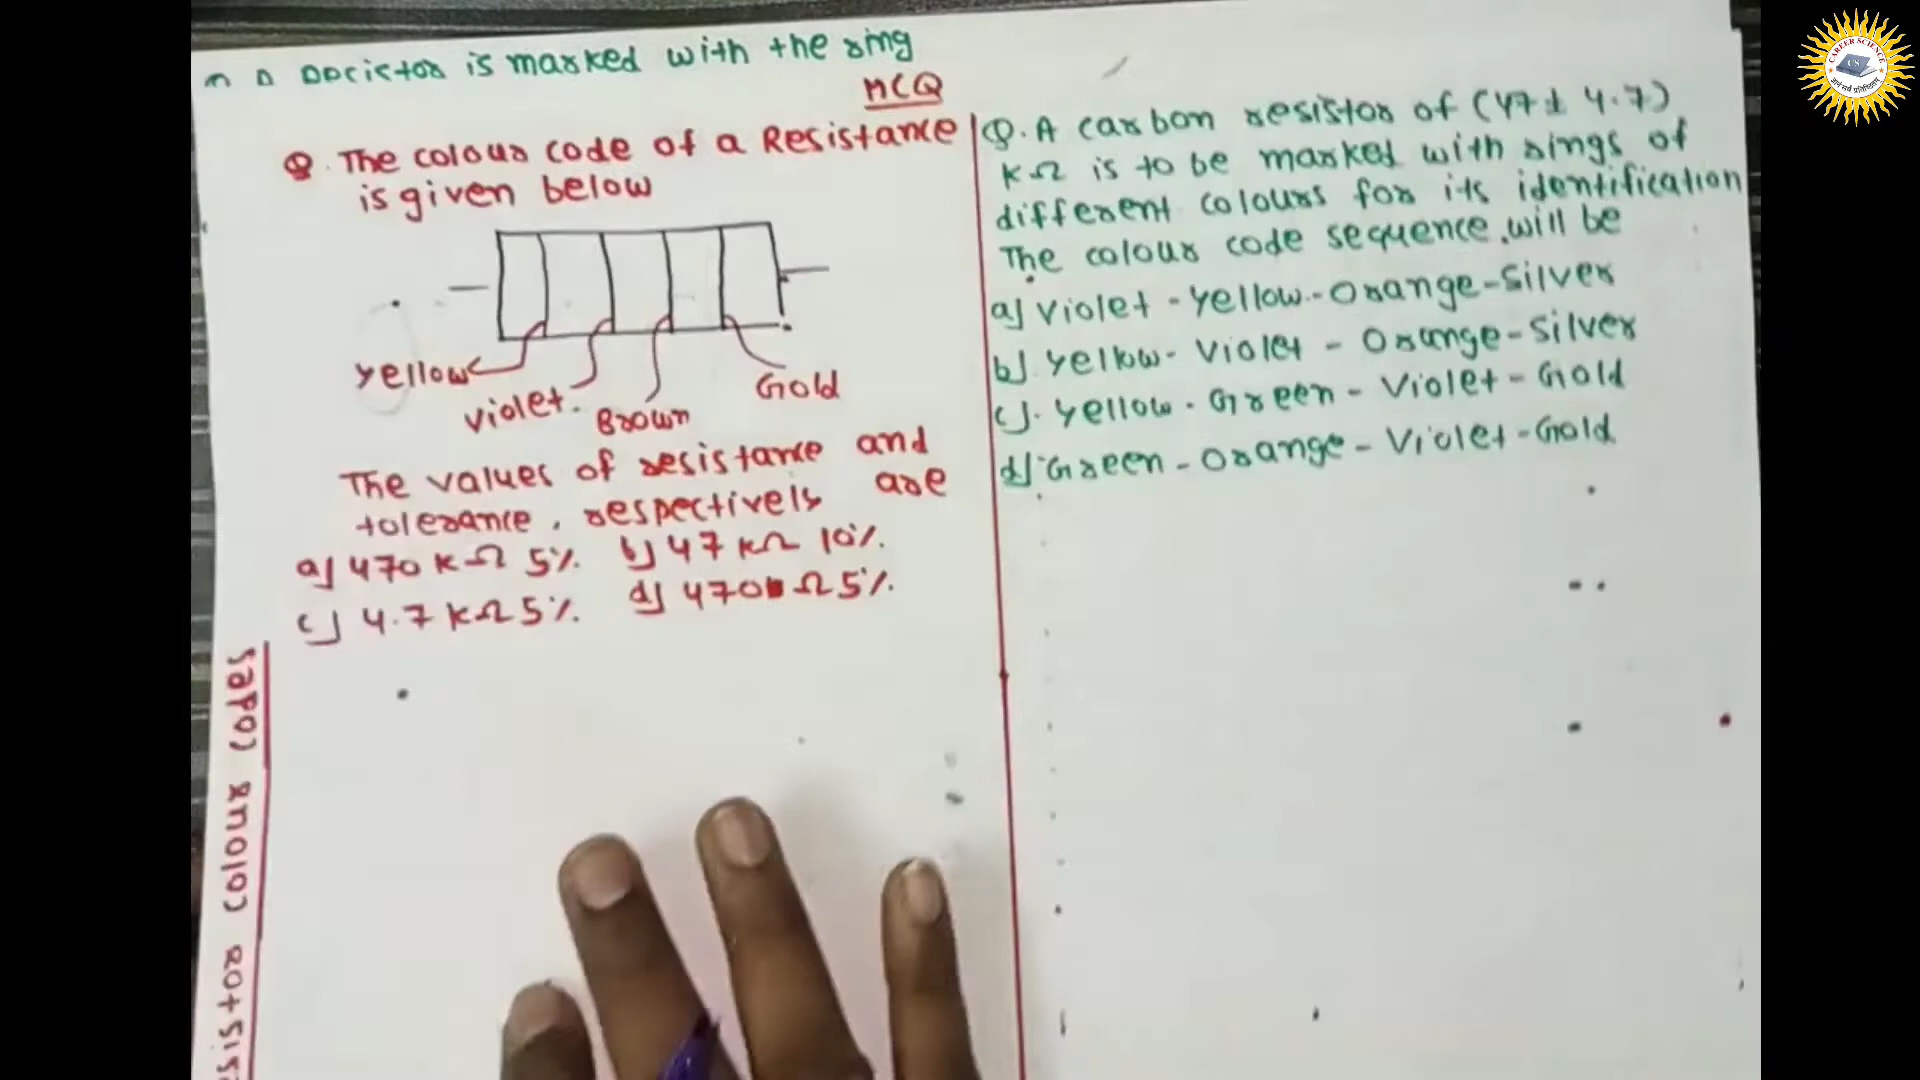 is marked with the ring
MCQ
Q. The colour code of a Resistance
is given below
Yellow
Violet.
Brown
Gold
The values of resistance and
tolerance, respectively are
a) 470 kΩ 5%. b) 47 kΩ 10%.
c) 4.7 kΩ 5%. d) 470 Ω 5%.
Q. A carbon resistor of (47± 4.7)
kΩ is to be marked with rings of
different colours for its identification
The colour code sequence will be
a) Violet - Yellow - Orange - Silver
b) Yellow - Violet - Orange - Silver
c) Yellow - Green - Violet - Gold
d) Green - Orange - Violet - Gold
COLOUR CODES
CAREER SCIENCE
CS